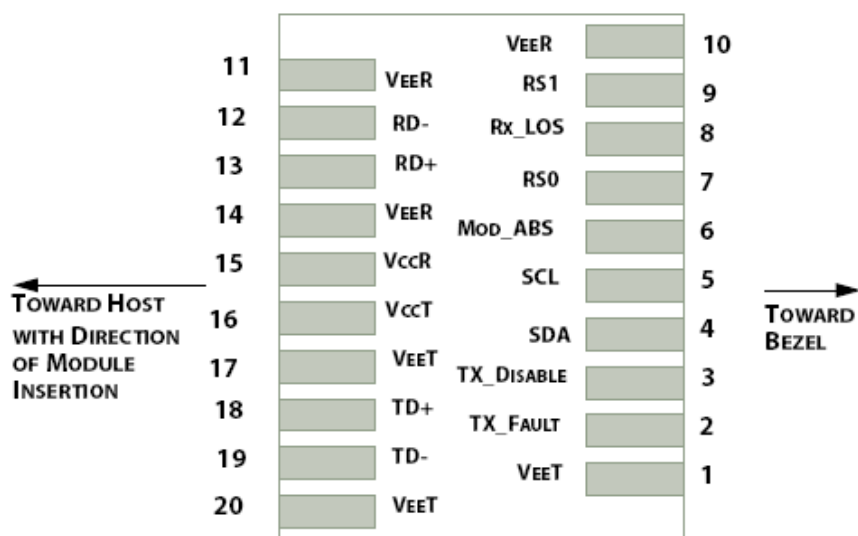 VEER 10
11 VEER
RS1 9
12 RD-
Rx_LOS 8
13 RD+
RS0 7
14 VEER
MOD_ABS 6
15 VCCR
SCL 5
TOWARD HOST
WITH DIRECTION
OF MODULE
INSERTION
TOWARD
BEZEL
16 VCCT
SDA 4
17 VEET
TX_DISABLE 3
18 TD+
TX_FAULT 2
19 TD-
VEET 1
20 VEET